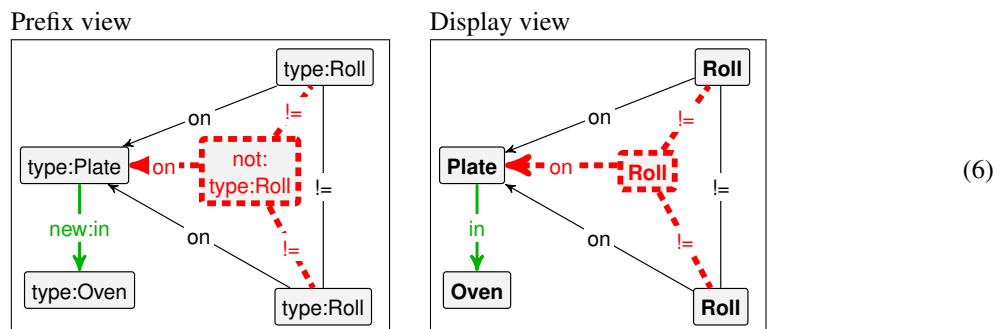 Prefix view
type:Roll
!=
on
type:Plate
on
not:
type:Roll
!=
new:in
!=
on
type:Oven
type:Roll
Display view
Roll
!=
on
Plate
on
Roll
!=
in
!=
on
Oven
Roll
(6)